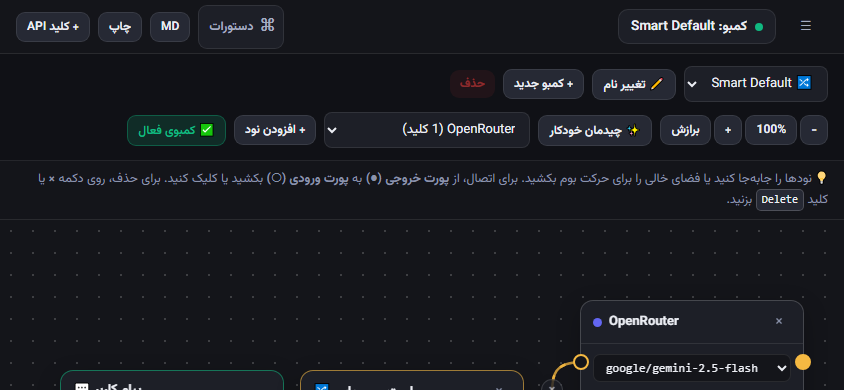 کمبو: Smart Default
⌘ دستورات
MD
چاپ
+ کلید API
Smart Default
تغییر نام
+ کمبو جدید
حذف
-
100%
+
برازش
چیدمان خودکار
OpenRouter (1 کلید)
+ افزودن نود
کمبوی فعال
نودها را جابه‌جا کنید یا فضای خالی را برای حرکت بوم بکشید. برای اتصال، از پورت خروجی (●) به پورت ورودی (○) بکشید یا کلیک کنید. برای حذف، روی دکمه × یا
کلید Delete بزنید.
OpenRouter ×
google/gemini-2.5-flash